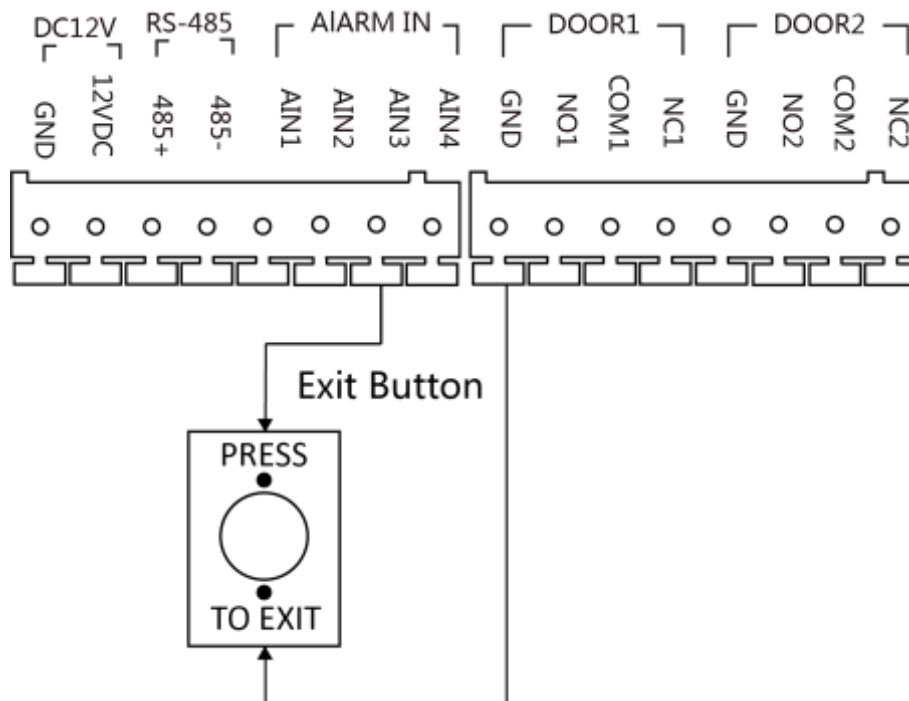 DC12V RS-485 AlARM IN DOOR1 DOOR2
GND 12VDC 485+ 485- AIN1 AIN2 AIN3 AIN4 GND NO1 COM1 NC1 GND NO2 COM2 NC2
Exit Button
PRESS
TO EXIT